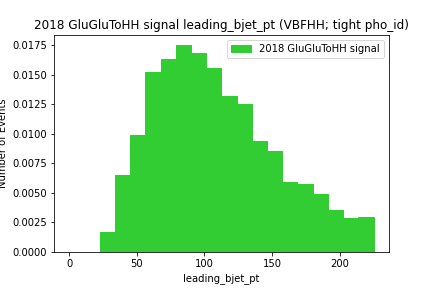 2018 GluGluToHH signal leading_bjet_pt (VBFHH; tight pho_id)
2018 GluGluToHH signal
0.0175
0.0150
0.0125
0.0100
0.0075
0.0050
0.0025
0.0000
Number of Events
0 50 100 150 200
leading_bjet_pt